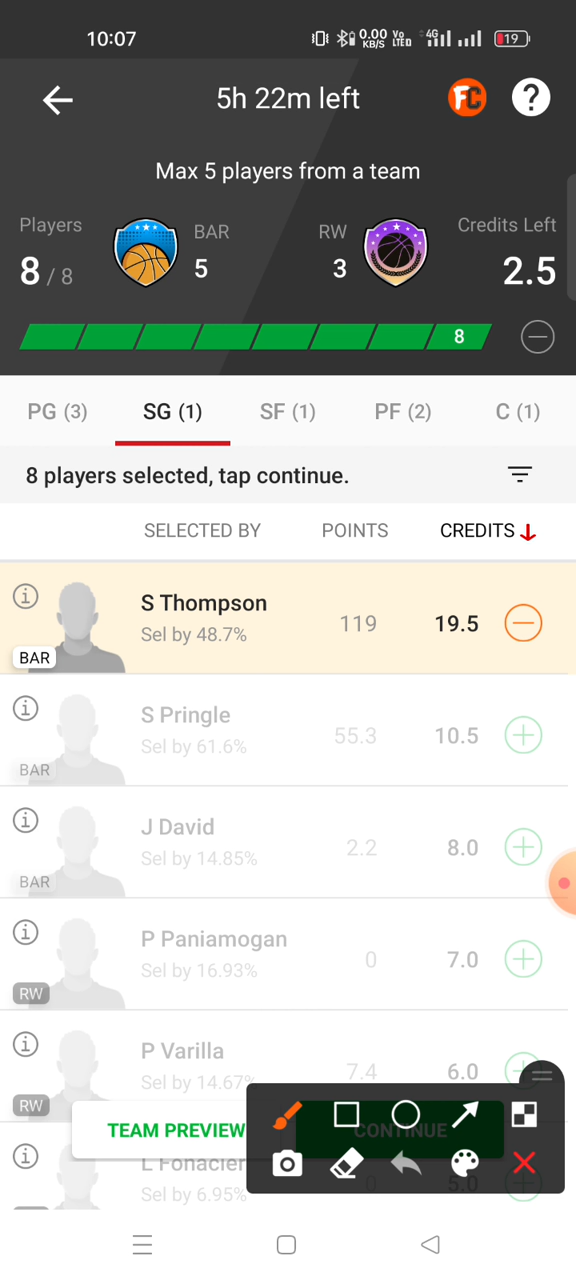 10:07
0.00 KB/S Vo LTE D 4G 19
5h 22m left
FC ?
Max 5 players from a team
Players BAR RW Credits Left
8 / 8 5 3 2.5
8
PG (3) SG (1) SF (1) PF (2) C (1)
8 players selected, tap continue.
SELECTED BY POINTS CREDITS
S Thompson
Sel by 48.7% 119 19.5
BAR
S Pringle
Sel by 61.6% 55.3 10.5
BAR
J David
Sel by 14.85% 2.2 8.0
BAR
P Paniamogan
Sel by 16.93% 0 7.0
RW
P Varilla
Sel by 14.67% 7.4 6.0
RW
TEAM PREVIEW CONTINUE
L Fonacier
Sel by 6.95% 0 5.0